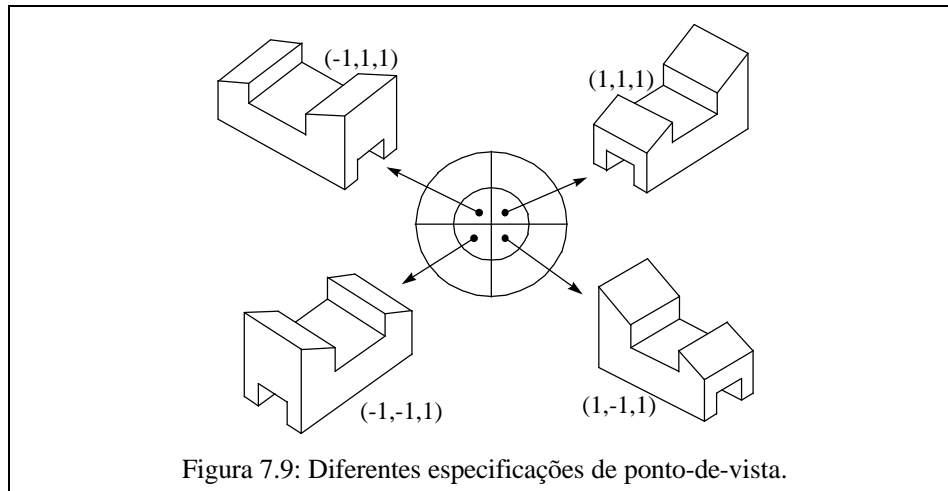 (-1,1,1)
(1,1,1)
(-1,-1,1)
(1,-1,1)
Figura 7.9: Diferentes especificações de ponto-de-vista.